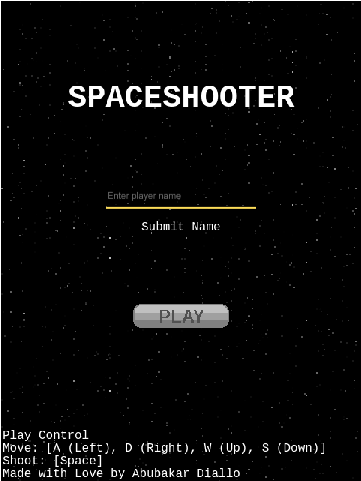 SPACESHOOTER
Enter player name
Submit Name
PLAY
Play Control
Move: [A (Left), D (Right), W (Up), S (Down)]
Shoot: [Space]
Made with Love by Abubakar Diallo